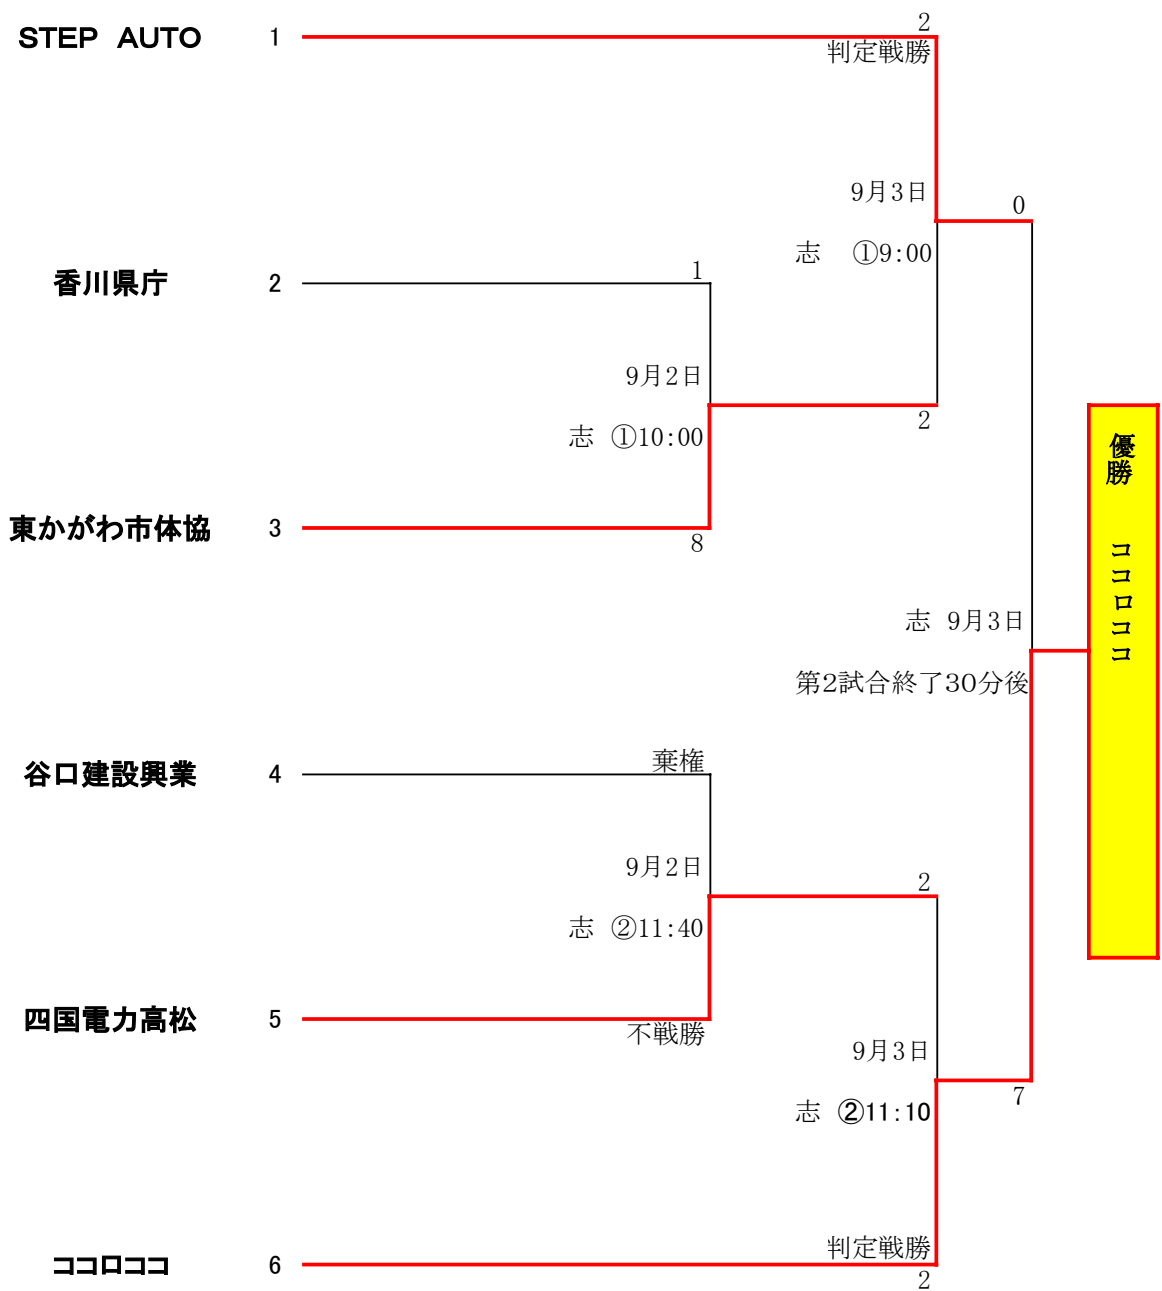 STEP AUTO 1
2
判定戦勝
9月3日
0
志 ①9:00
香川県庁 2
1
9月2日
2
志 ①10:00
東かがわ市体協 3
8
優勝 ココロココ
志 9月3日
第2試合終了30分後
谷口建設興業 4
棄権
9月2日
2
志 ②11:40
四国電力高松 5
不戦勝
9月3日
7
志 ②11:10
ココロココ 6
判定戦勝
2